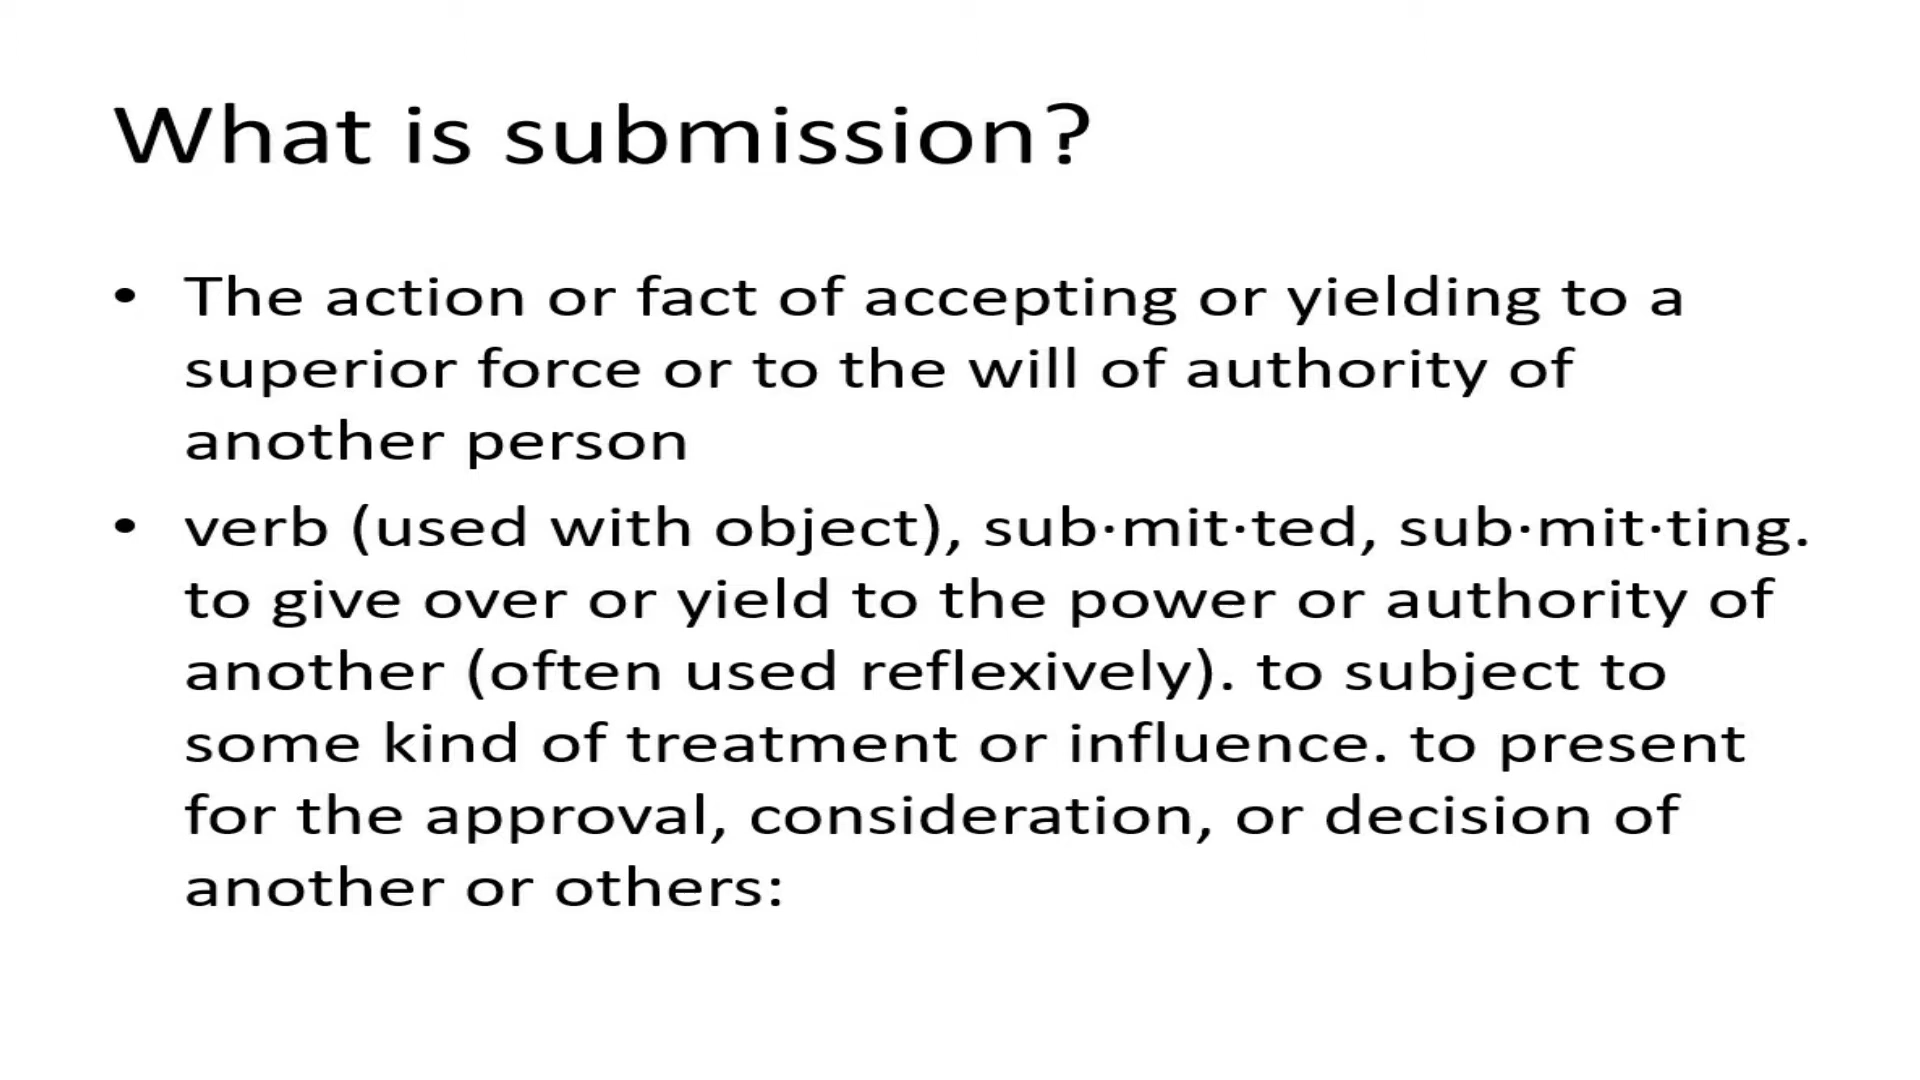 What is submission?
• The action or fact of accepting or yielding to a
superior force or to the will of authority of
another person
• verb (used with object), sub·mit·ted, sub·mit·ting.
to give over or yield to the power or authority of
another (often used reflexively). to subject to
some kind of treatment or influence. to present
for the approval, consideration, or decision of
another or others: